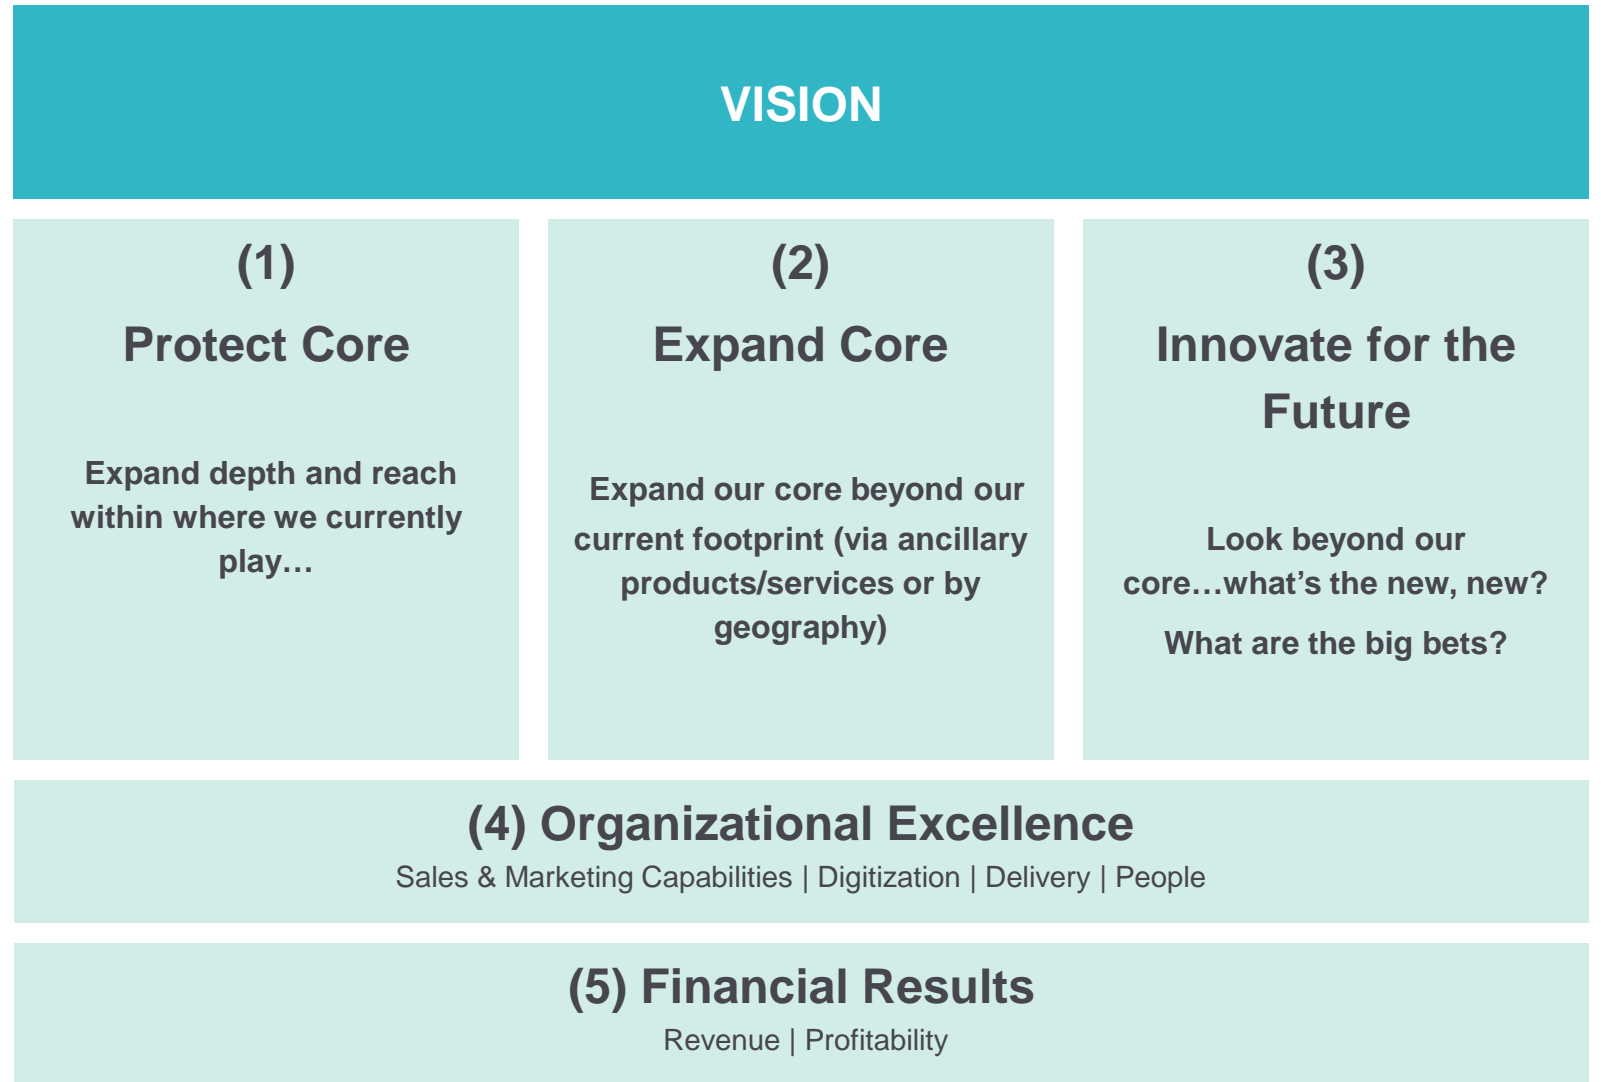 VISION
(1)
Protect Core
Expand depth and reach
within where we currently
play…
(2)
Expand Core
Expand our core beyond our
current footprint (via ancillary
products/services or by
geography)
(3)
Innovate for the
Future
Look beyond our
core…what’s the new, new?
What are the big bets?
(4) Organizational Excellence
Sales & Marketing Capabilities | Digitization | Delivery | People
(5) Financial Results
Revenue | Profitability